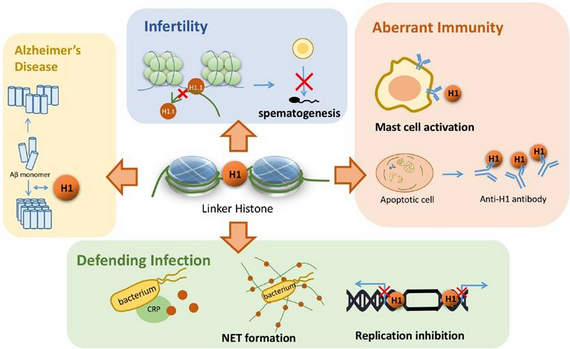 Alzheimer's
Disease
Aβ monomer
H1
Infertility
H1.1
H1.t
spematogenesis
Aberrant Immunity
H1
Mast cell activation
H1
H1
H1
Apoptotic cell
Anti-H1 antibody
H1
Linker Histone
Defending Infection
bacterium
CRP
bacterium
NET formation
H1
H1
Replication inhibition